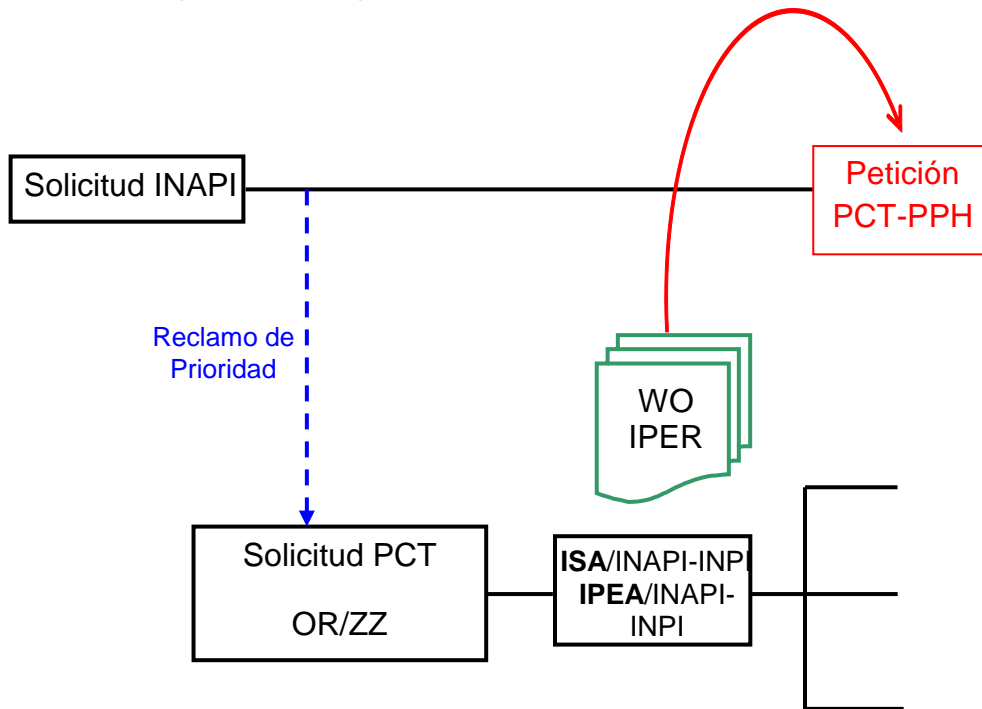 Solicitud INAPI
Petición
PCT-PPH
Reclamo de
Prioridad
WO
IPER
Solicitud PCT
OR/ZZ
ISA/INAPI-INPI
IPEA/INAPI-
INPI